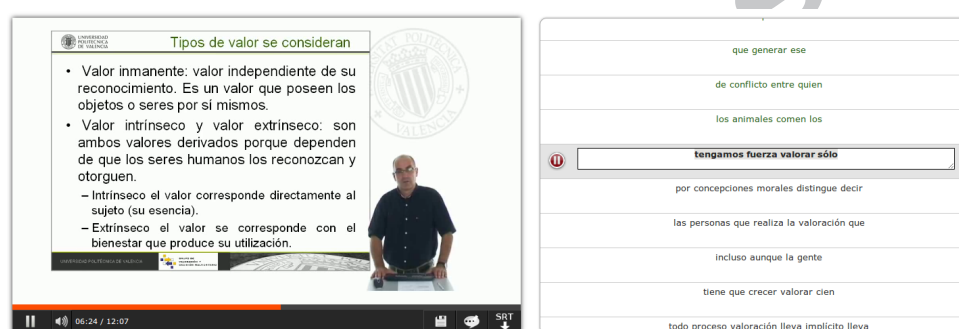 UNIVERSIDAD
POLITECNICA
DE VALENCIA
Tipos de valor se consideran
• Valor inmanente: valor independiente de su
reconocimiento. Es un valor que poseen los
objetos o seres por sí mismos.
• Valor intrínseco y valor extrínseco: son
ambos valores derivados porque dependen
de que los seres humanos los reconozcan y
otorguen.
– Intrínseco el valor corresponde directamente al
sujeto (su esencia).
– Extrínseco el valor se corresponde con el
bienestar que produce su utilización.
UNIVERSIDAD POLITÉCNICA DE VALENCIA
06:24 / 12:07
SRT
que generar ese
de conflicto entre quien
los animales comen los
tengamos fuerza valorar sólo
por concepciones morales distingue decir
las personas que realiza la valoración que
incluso aunque la gente
tiene que crecer valorar cien
todo proceso valoración lleva implícito lleva